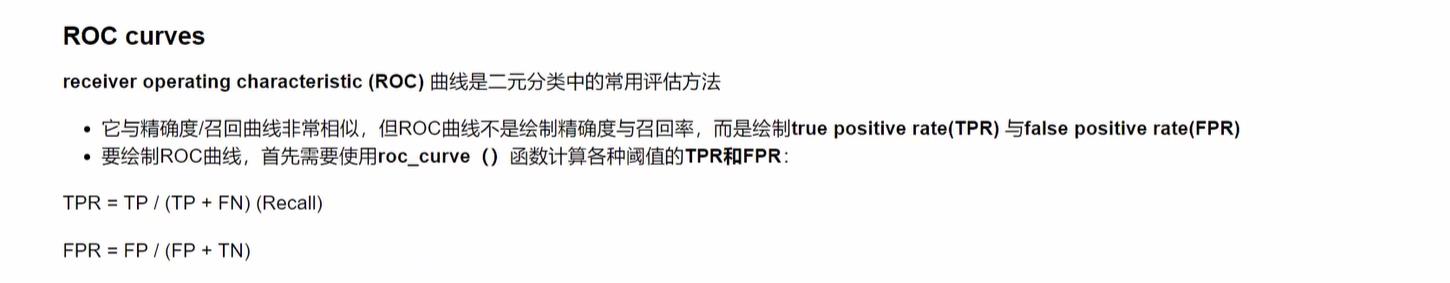 ROC curves
receiver operating characteristic (ROC) 曲线是二元分类中的常用评估方法
• 它与精确度/召回曲线非常相似，但ROC曲线不是绘制精确度与召回率，而是绘制true positive rate(TPR) 与false positive rate(FPR)
• 要绘制ROC曲线，首先需要使用roc_curve（）函数计算各种阈值的TPR和FPR：
TPR = TP / (TP + FN) (Recall)
FPR = FP / (FP + TN)